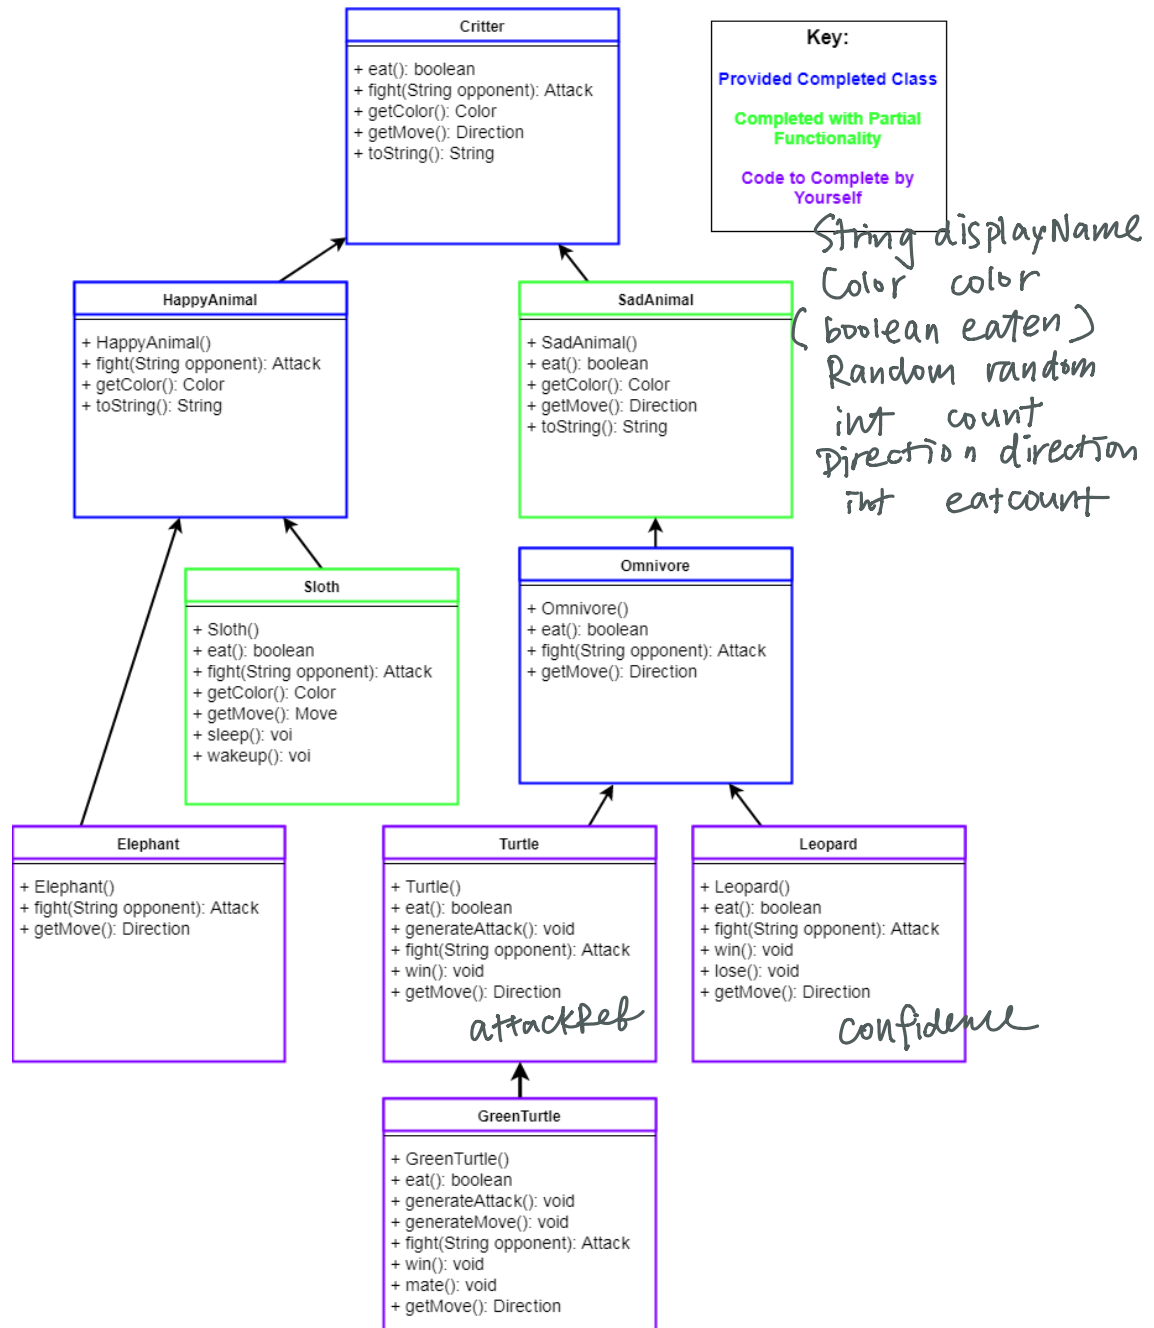 Critter
+ eat(): boolean
+ fight(String opponent): Attack
+ getColor(): Color
+ getMove(): Direction
+ toString(): String
Key:
Provided Completed Class
Completed with Partial
Functionality
Code to Complete by
Yourself
String displayName
Color color
(boolean eaten)
Random random
int count
Direction direction
int eatcount
HappyAnimal
+ HappyAnimal()
+ fight(String opponent): Attack
+ getColor(): Color
+ toString(): String
SadAnimal
+ SadAnimal()
+ eat(): boolean
+ getColor(): Color
+ getMove(): Direction
+ toString(): String
Sloth
+ Sloth()
+ eat(): boolean
+ fight(String opponent): Attack
+ getColor(): Color
+ getMove(): Move
+ sleep(): voi
+ wakeup(): voi
Omnivore
+ Omnivore()
+ eat(): boolean
+ fight(String opponent): Attack
+ getMove(): Direction
Elephant
+ Elephant()
+ fight(String opponent): Attack
+ getMove(): Direction
Turtle
+ Turtle()
+ eat(): boolean
+ generateAttack(): void
+ fight(String opponent): Attack
+ win(): void
+ getMove(): Direction
attackRef
Leopard
+ Leopard()
+ eat(): boolean
+ fight(String opponent): Attack
+ win(): void
+ lose(): void
+ getMove(): Direction
confidence
GreenTurtle
+ GreenTurtle()
+ eat(): boolean
+ generateAttack(): void
+ generateMove(): void
+ fight(String opponent): Attack
+ win(): void
+ mate(): void
+ getMove(): Direction